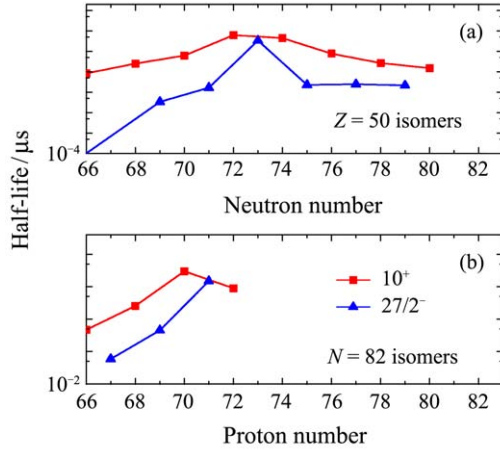 (a)
Z = 50 isomers
10⁻⁴
66 68 70 72 74 76 78 80 82
Neutron number
Half-life/μs
(b)
10⁺
27/2⁻
N = 82 isomers
10⁻²
66 68 70 72 74 76 78 80 82
Proton number